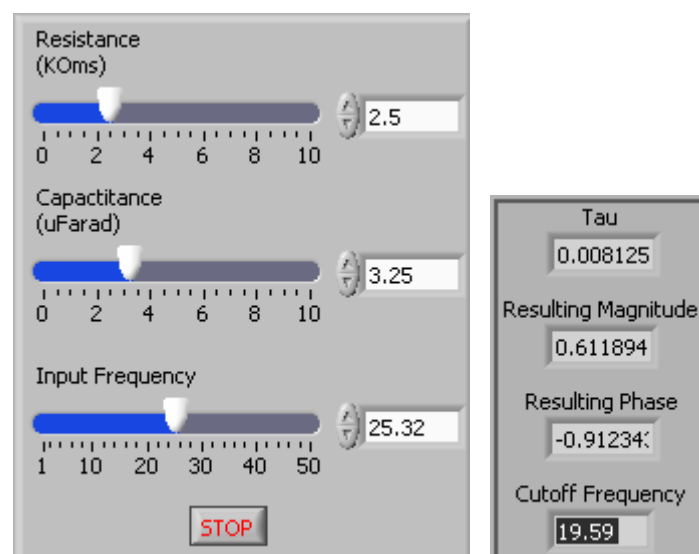 Resistance
(KOms)
2.5
0 2 4 6 8 10
Capactitance
(uFarad)
3.25
0 2 4 6 8 10
Input Frequency
25.32
1 10 20 30 40 50
STOP
Tau
0.008125
Resulting Magnitude
0.611894
Resulting Phase
-0.91234
Cutoff Frequency
19.59